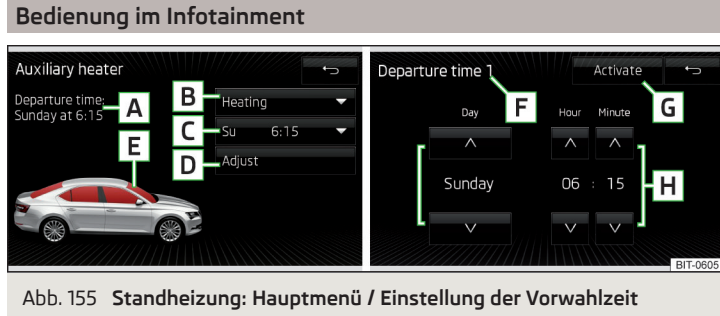 Bedienung im Infotainment
Auxiliary heater
Departure time:
Sunday at 6:15
A
B
Heating
C
Su 6:15
D
Adjust
E
Departure time 1
Activate
F
G
Day Hour Minute
Sunday 06 : 15
H
BIT-0605
Abb. 155 Standheizung: Hauptmenü / Einstellung der Vorwahlzeit